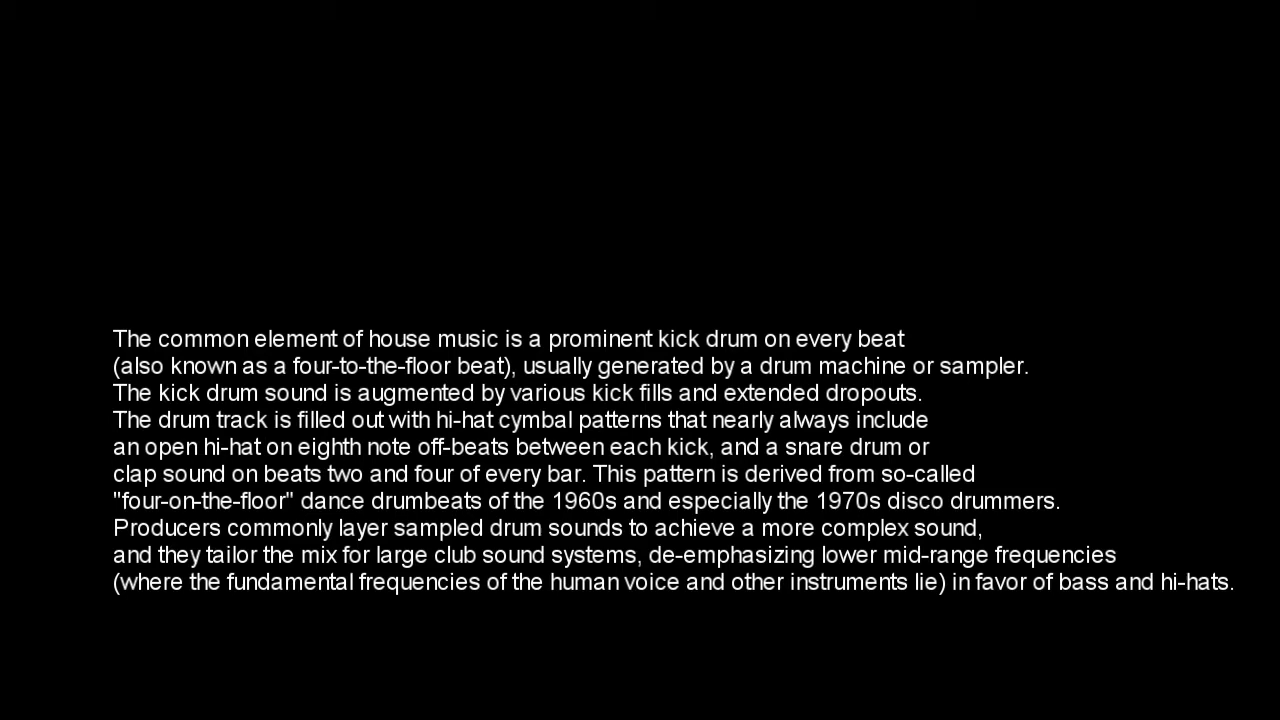 The common element of house music is a prominent kick drum on every beat
(also known as a four-to-the-floor beat), usually generated by a drum machine or sampler.
The kick drum sound is augmented by various kick fills and extended dropouts.
The drum track is filled out with hi-hat cymbal patterns that nearly always include
an open hi-hat on eighth note off-beats between each kick, and a snare drum or
clap sound on beats two and four of every bar. This pattern is derived from so-called
"four-on-the-floor" dance drumbeats of the 1960s and especially the 1970s disco drummers.
Producers commonly layer sampled drum sounds to achieve a more complex sound,
and they tailor the mix for large club sound systems, de-emphasizing lower mid-range frequencies
(where the fundamental frequencies of the human voice and other instruments lie) in favor of bass and hi-hats.